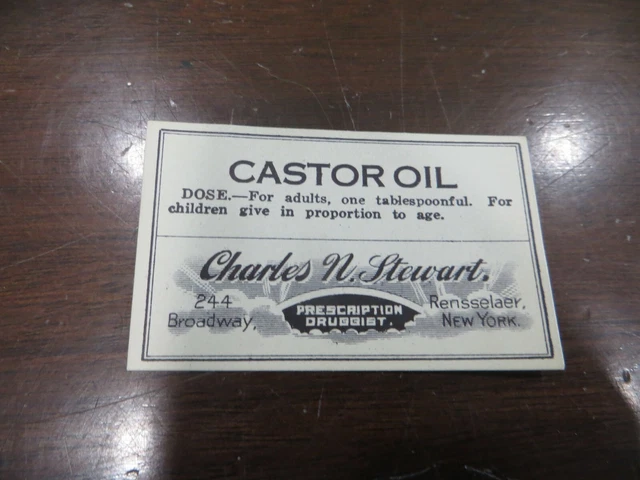 CASTOR OIL
DOSE.—For adults, one tablespoonful. For
children give in proportion to age.
Charles N. Stewart.
244
Broadway,
PRESCRIPTION
DRUGGIST.
Rensselaer,
NEW YORK.